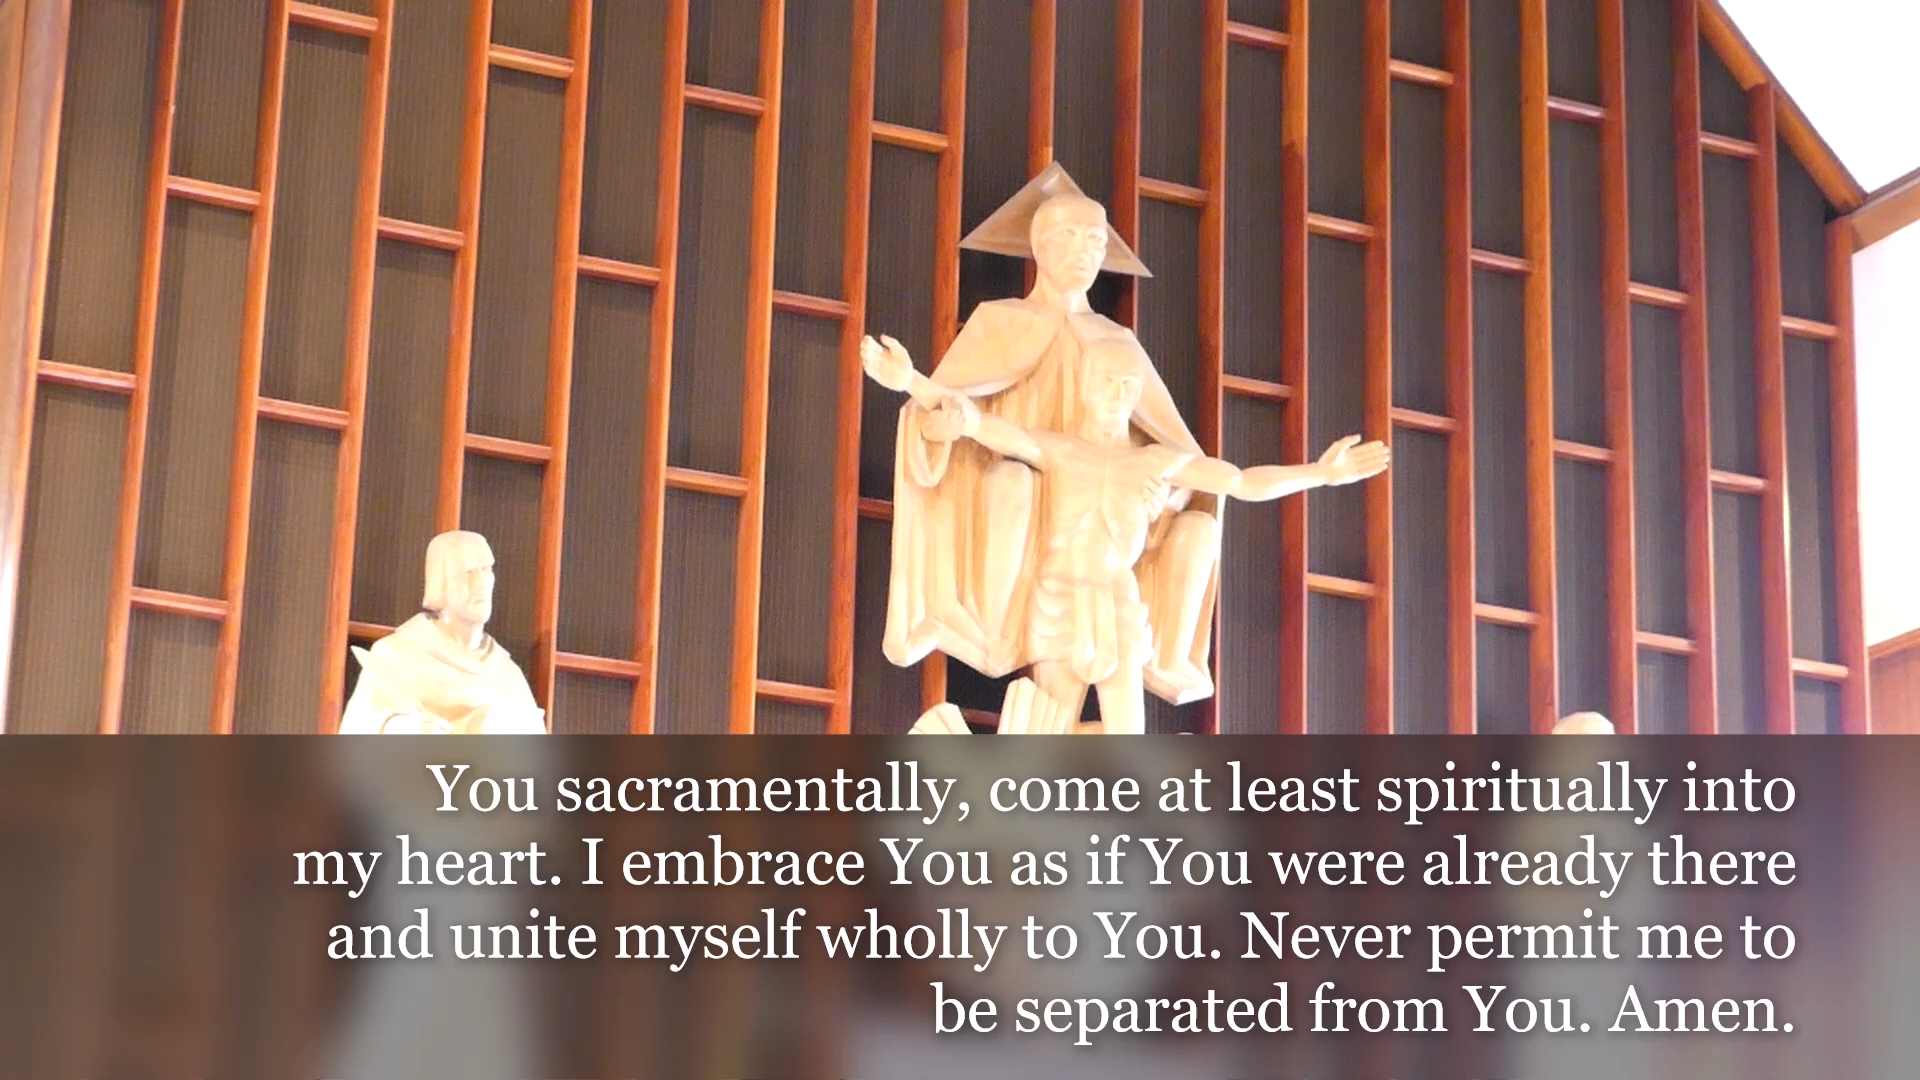 You sacramentally, come at least spiritually into
my heart. I embrace You as if You were already there
and unite myself wholly to You. Never permit me to
be separated from You. Amen.